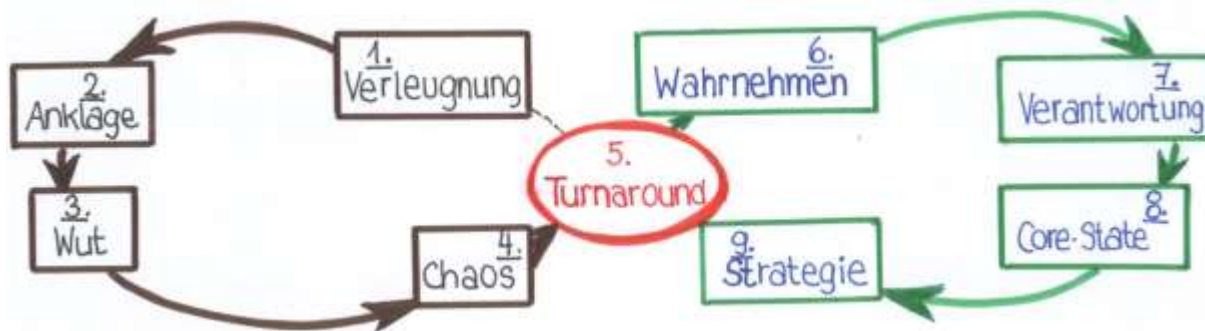 1.
Verleugnung
2.
Anklage
3.
Wut
4.
Chaos
5.
Turnaround
6.
Wahrnehmen
7.
Verantwortung
8.
Core-State
9.
Strategie